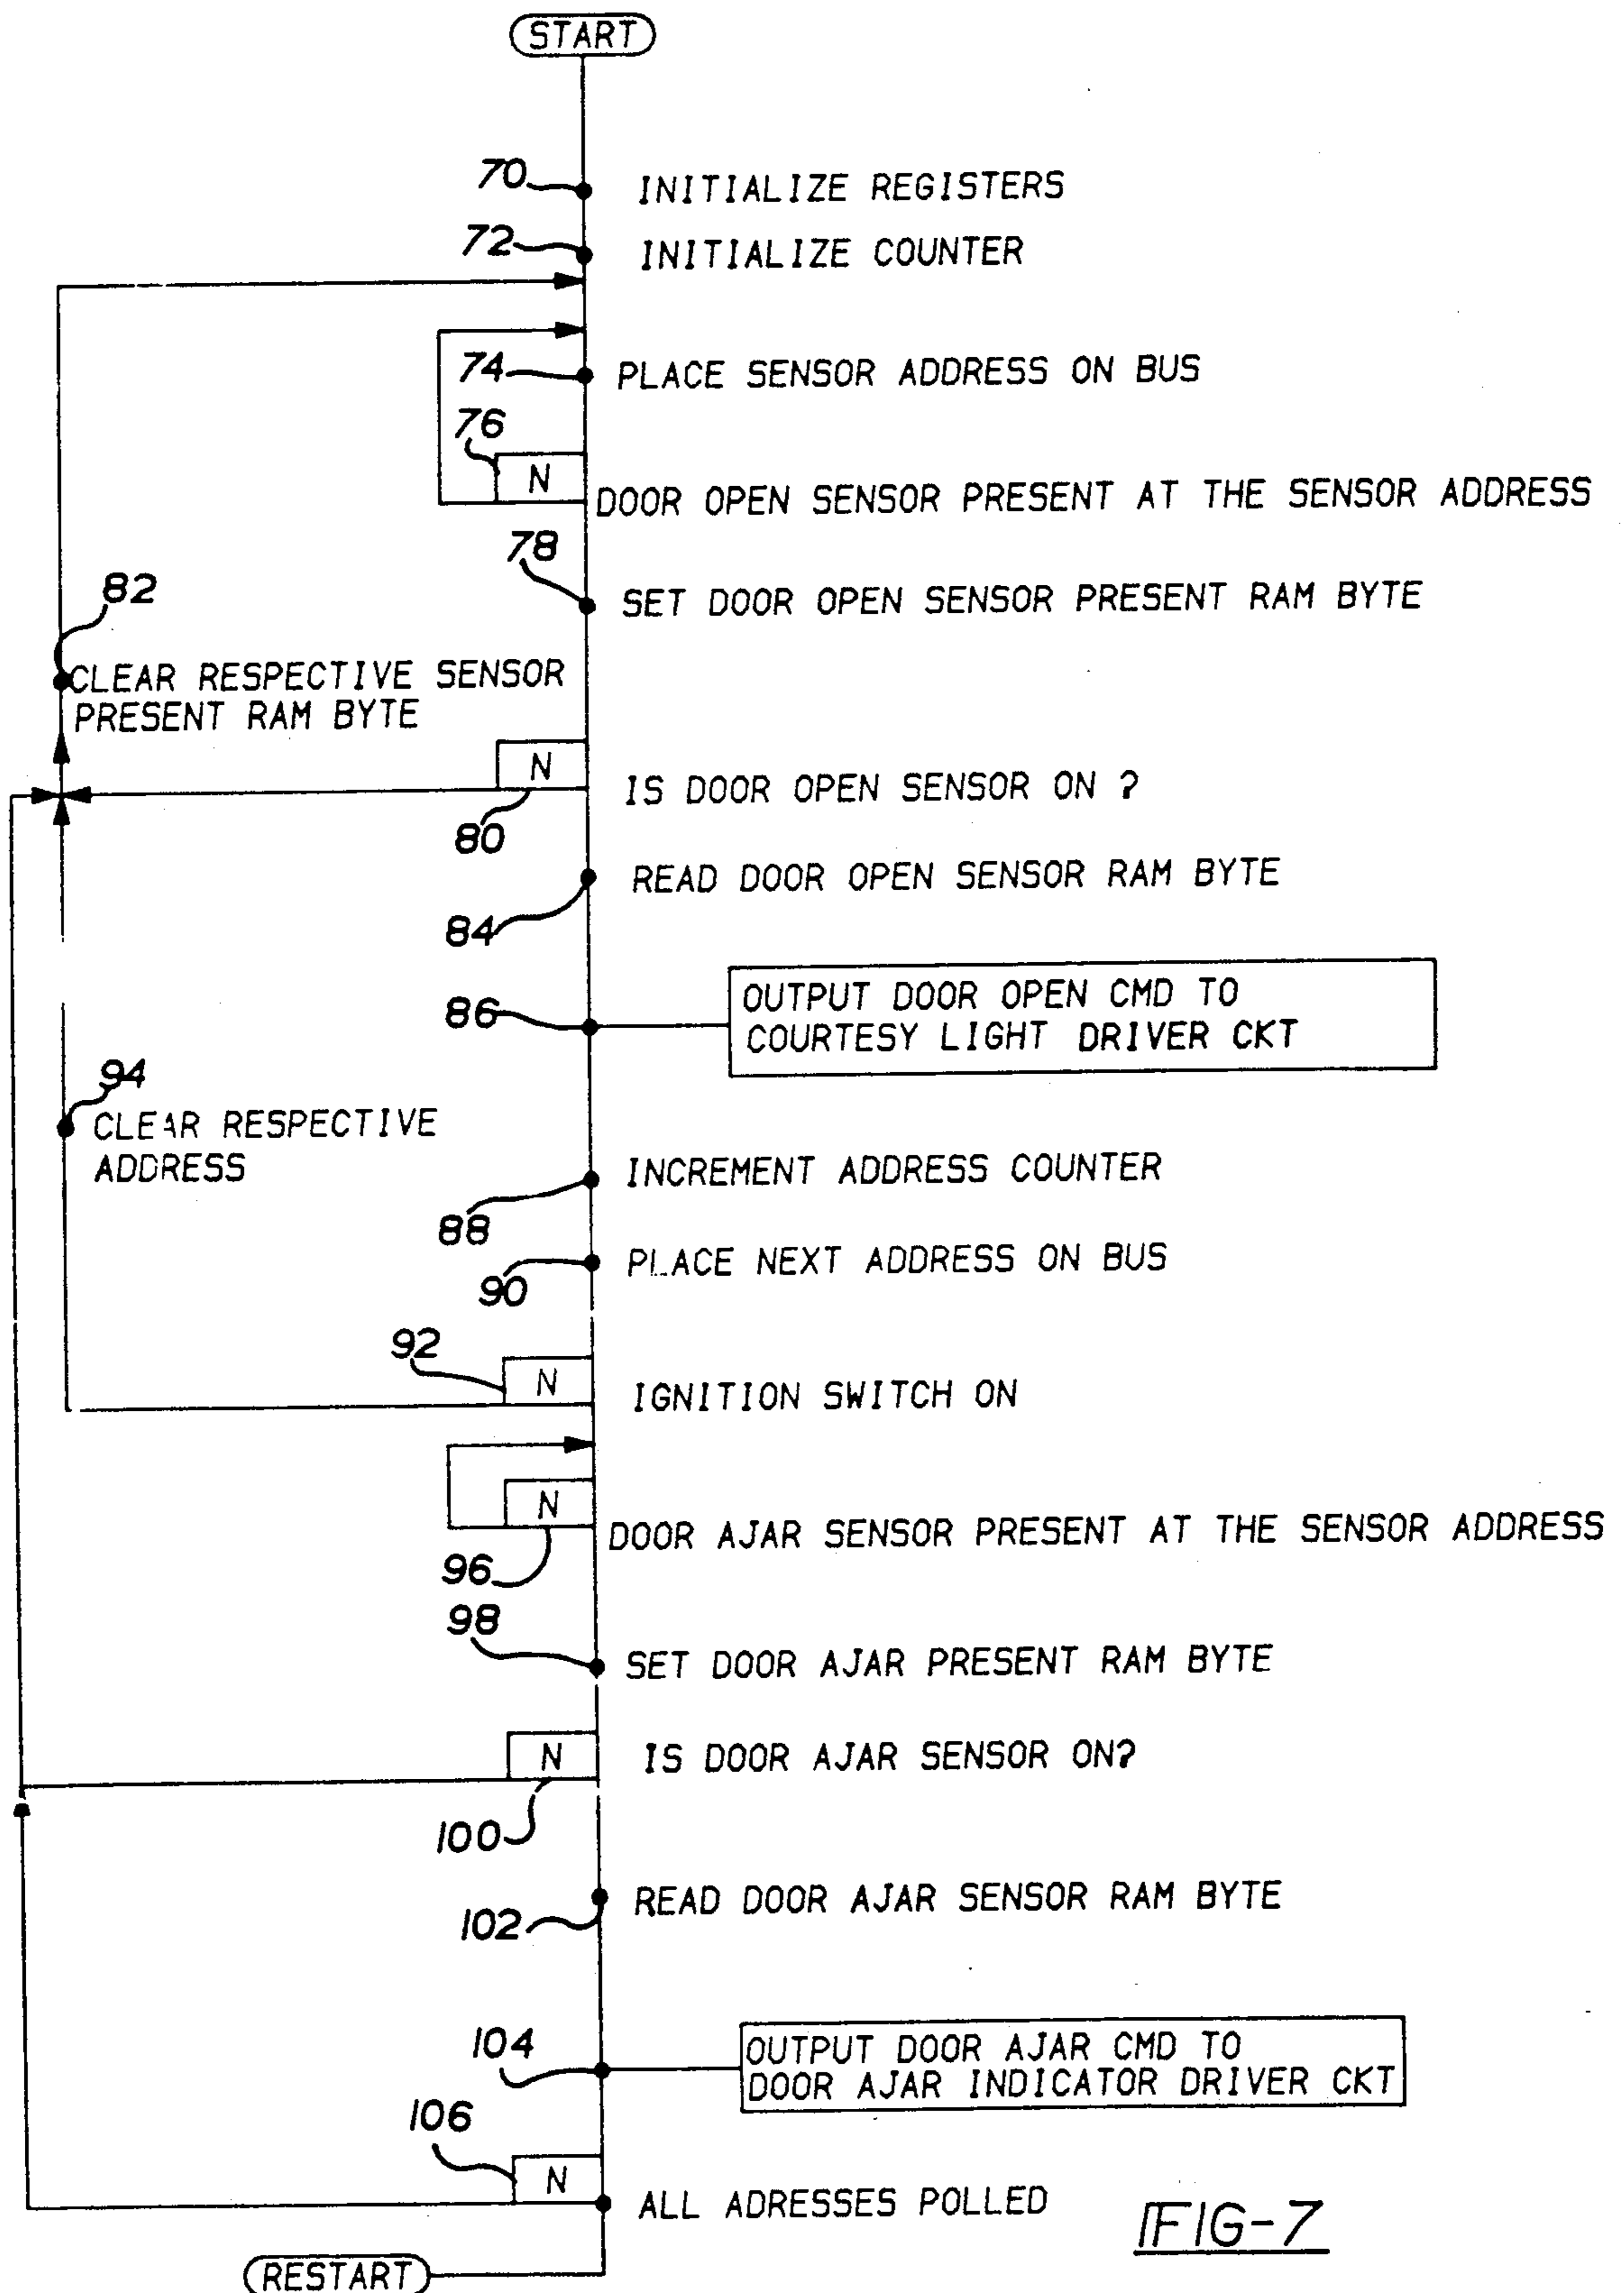 START
70
INITIALIZE REGISTERS
72
INITIALIZE COUNTER
74
PLACE SENSOR ADDRESS ON BUS
76
N
DOOR OPEN SENSOR PRESENT AT THE SENSOR ADDRESS
78
SET DOOR OPEN SENSOR PRESENT RAM BYTE
82
CLEAR RESPECTIVE SENSOR
PRESENT RAM BYTE
N
IS DOOR OPEN SENSOR ON ?
80
READ DOOR OPEN SENSOR RAM BYTE
84
86
OUTPUT DOOR OPEN CMD TO
COURTESY LIGHT DRIVER CKT
94
CLEAR RESPECTIVE
ADDRESS
INCREMENT ADDRESS COUNTER
88
PLACE NEXT ADDRESS ON BUS
90
92
N
IGNITION SWITCH ON
N
DOOR AJAR SENSOR PRESENT AT THE SENSOR ADDRESS
96
98
SET DOOR AJAR PRESENT RAM BYTE
N
IS DOOR AJAR SENSOR ON?
100
READ DOOR AJAR SENSOR RAM BYTE
102
104
OUTPUT DOOR AJAR CMD TO
DOOR AJAR INDICATOR DRIVER CKT
106
N
ALL ADRESSES POLLED
FIG-7
RESTART